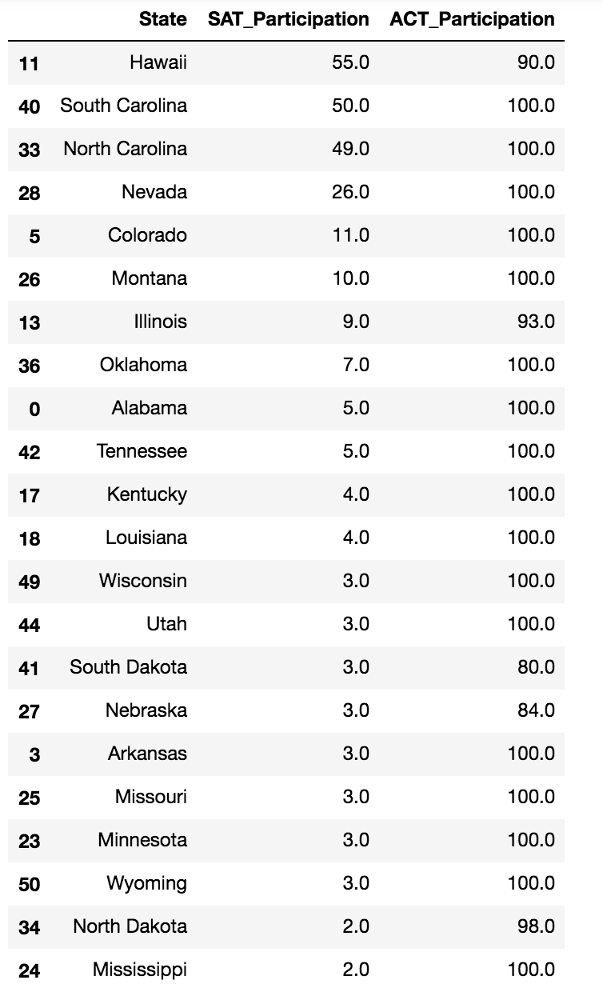 State SAT_Participation ACT_Participation
11 Hawaii 55.0 90.0
40 South Carolina 50.0 100.0
33 North Carolina 49.0 100.0
28 Nevada 26.0 100.0
5 Colorado 11.0 100.0
26 Montana 10.0 100.0
13 Illinois 9.0 93.0
36 Oklahoma 7.0 100.0
0 Alabama 5.0 100.0
42 Tennessee 5.0 100.0
17 Kentucky 4.0 100.0
18 Louisiana 4.0 100.0
49 Wisconsin 3.0 100.0
44 Utah 3.0 100.0
41 South Dakota 3.0 80.0
27 Nebraska 3.0 84.0
3 Arkansas 3.0 100.0
25 Missouri 3.0 100.0
23 Minnesota 3.0 100.0
50 Wyoming 3.0 100.0
34 North Dakota 2.0 98.0
24 Mississippi 2.0 100.0